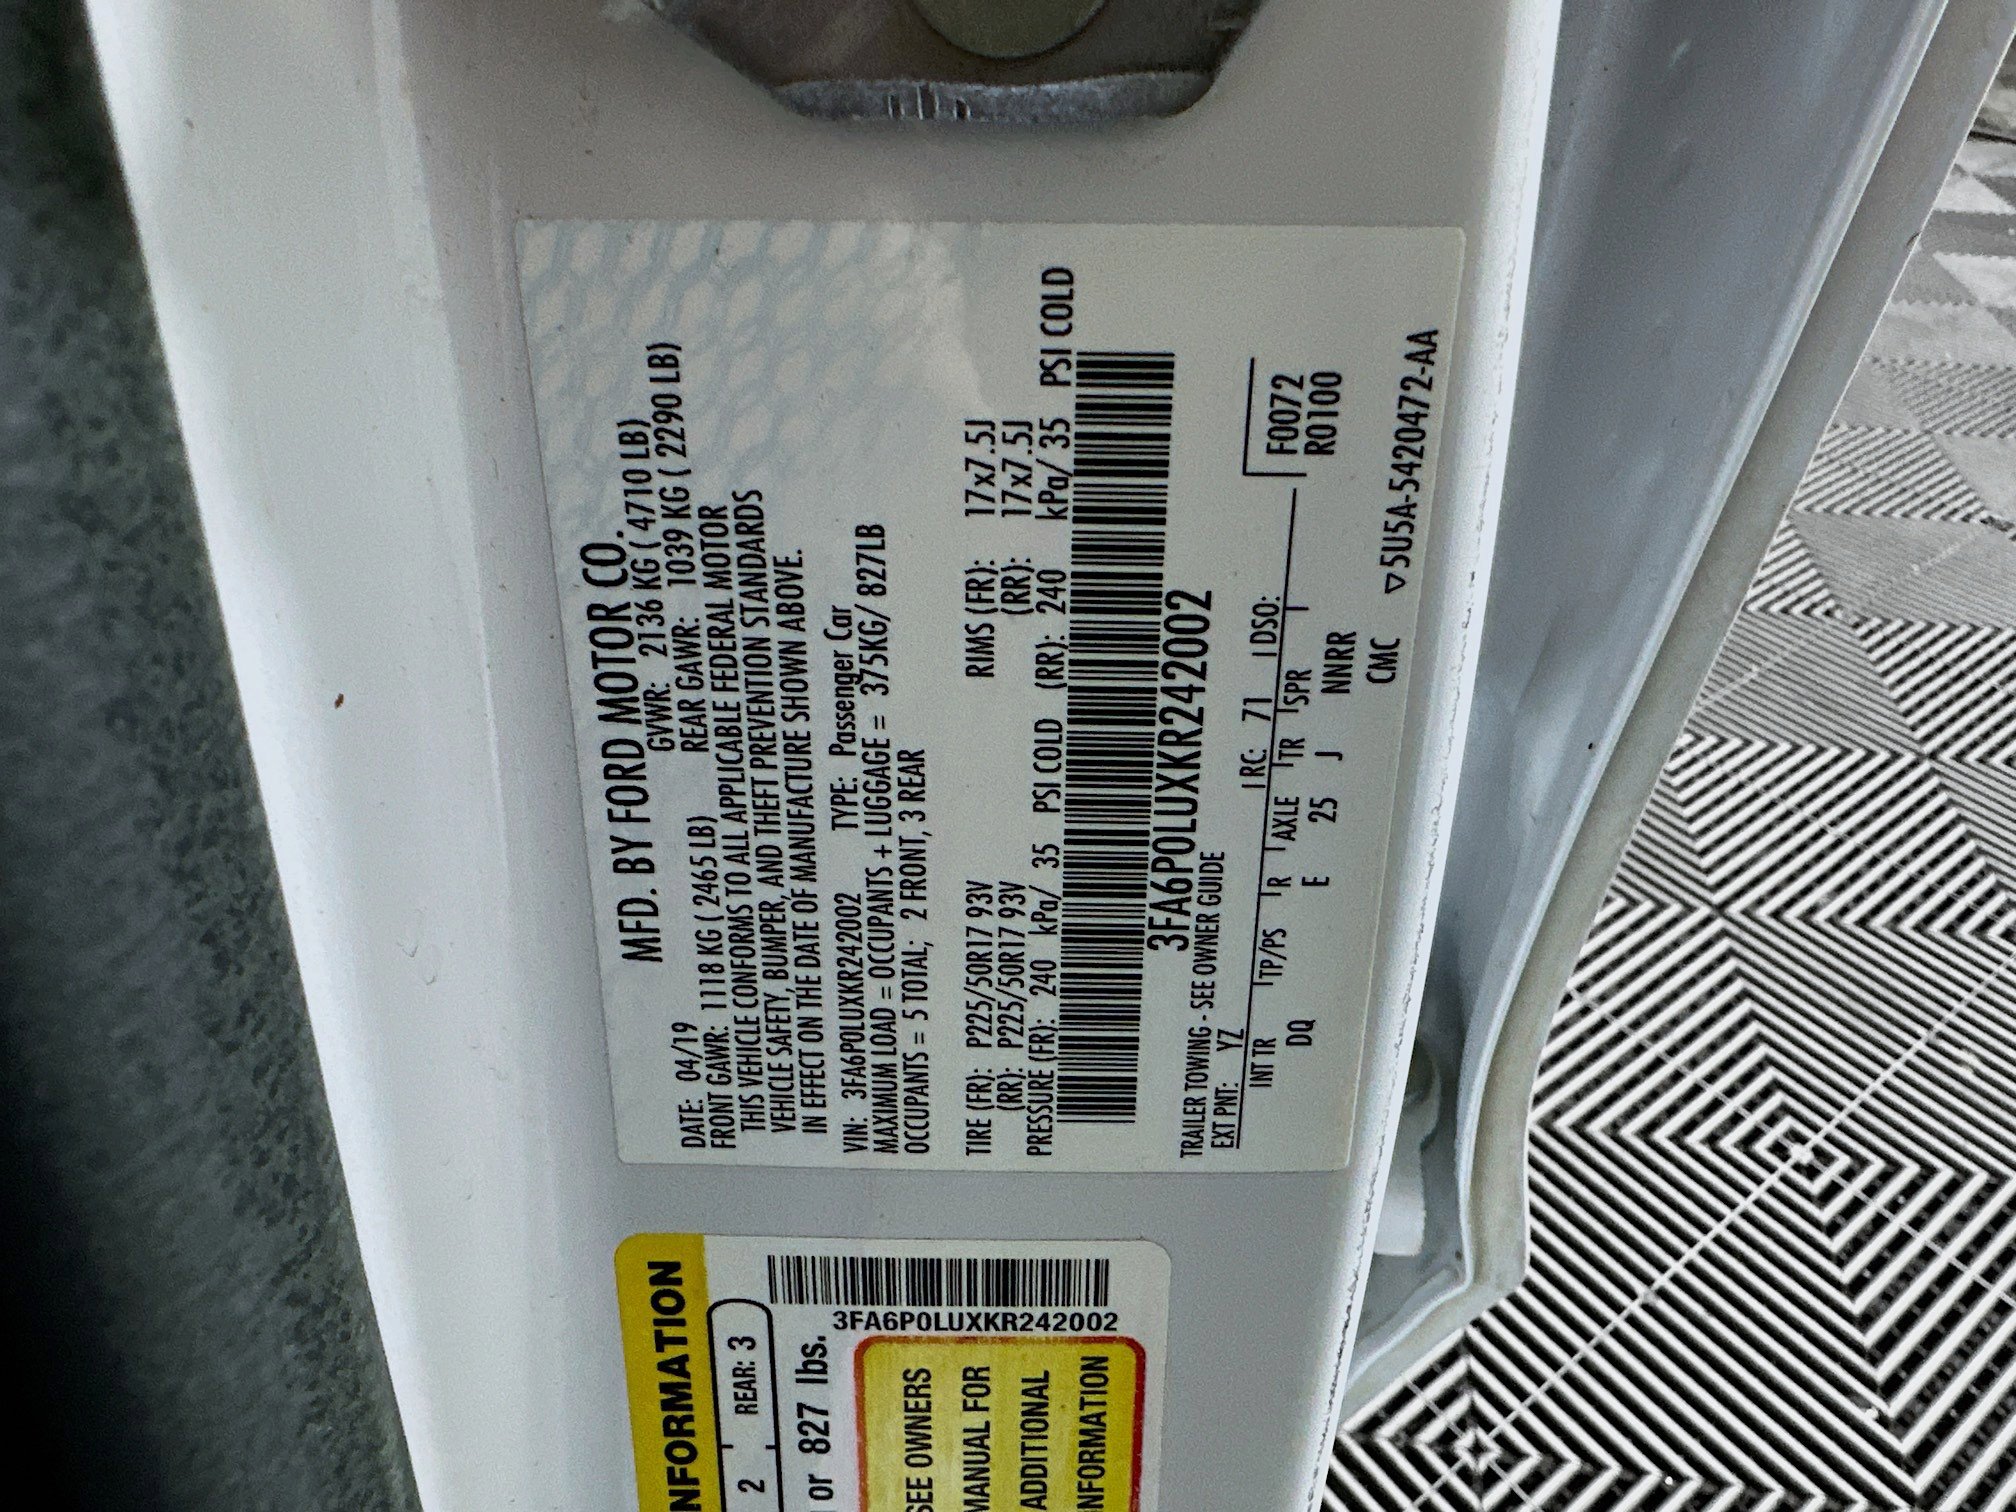 MFD. BY FORD MOTOR CO.
DATE: 04/19 GVWR: 2136 KG ( 4710 LB)
FRONT GAWR: 1118 KG ( 2465 LB) REAR GAWR: 1039 KG ( 2290 LB)
THIS VEHICLE CONFORMS TO ALL APPLICABLE FEDERAL MOTOR
VEHICLE SAFETY, BUMPER, AND THEFT PREVENTION STANDARDS
IN EFFECT ON THE DATE OF MANUFACTURE SHOWN ABOVE.
VIN: 3FA6P0LUXKR242002 TYPE: Passenger Car
MAXIMUM LOAD = OCCUPANTS + LUGGAGE = 375KG/ 827LB
OCCUPANTS = 5 TOTAL; 2 FRONT, 3 REAR
TIRE (FR): P225/50R17 93V RIMS (FR): 17x7.5J
(RR): P225/50R17 93V (RR): 17x7.5J
PRESSURE (FR): 240 kPa/ 35 PSI COLD (RR): 240 kPa/ 35 PSI COLD
3FA6P0LUXKR242002
TRAILER TOWING - SEE OWNER GUIDE
EXT PNT: YZ RC: 71 DSO:
INT TR TP/PS R AXLE TR SPR F0072
DQ E 25 J NNRR R0100
CMC
▽5U5A-5420472-AA
INFORMATION
2 REAR: 3
or 827 lbs.
3FA6P0LUXKR242002
SEE OWNERS
MANUAL FOR
ADDITIONAL
INFORMATION